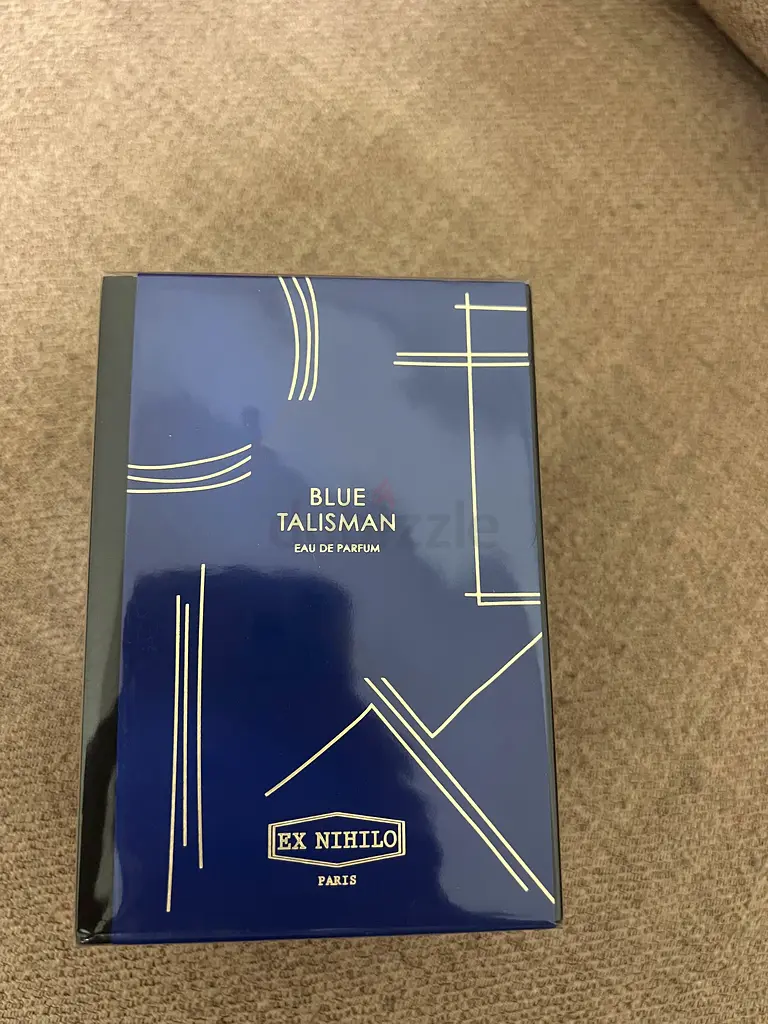 BLUE
TALISMAN
EAU DE PARFUM
EX NIHILO
PARIS